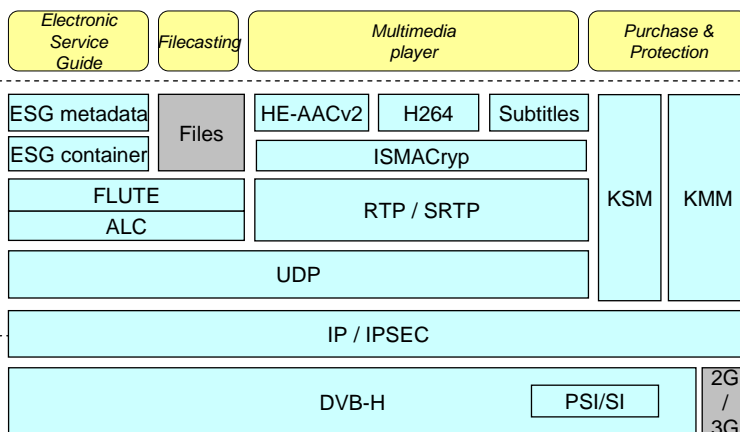 Electronic
Service
Guide
Filecasting
Multimedia
player
Purchase &
Protection
ESG metadata
ESG container
Files
HE-AACv2
H264
Subtitles
ISMACryp
FLUTE
ALC
RTP / SRTP
KSM
KMM
UDP
IP / IPSEC
DVB-H
PSI/SI
2G
/
3G